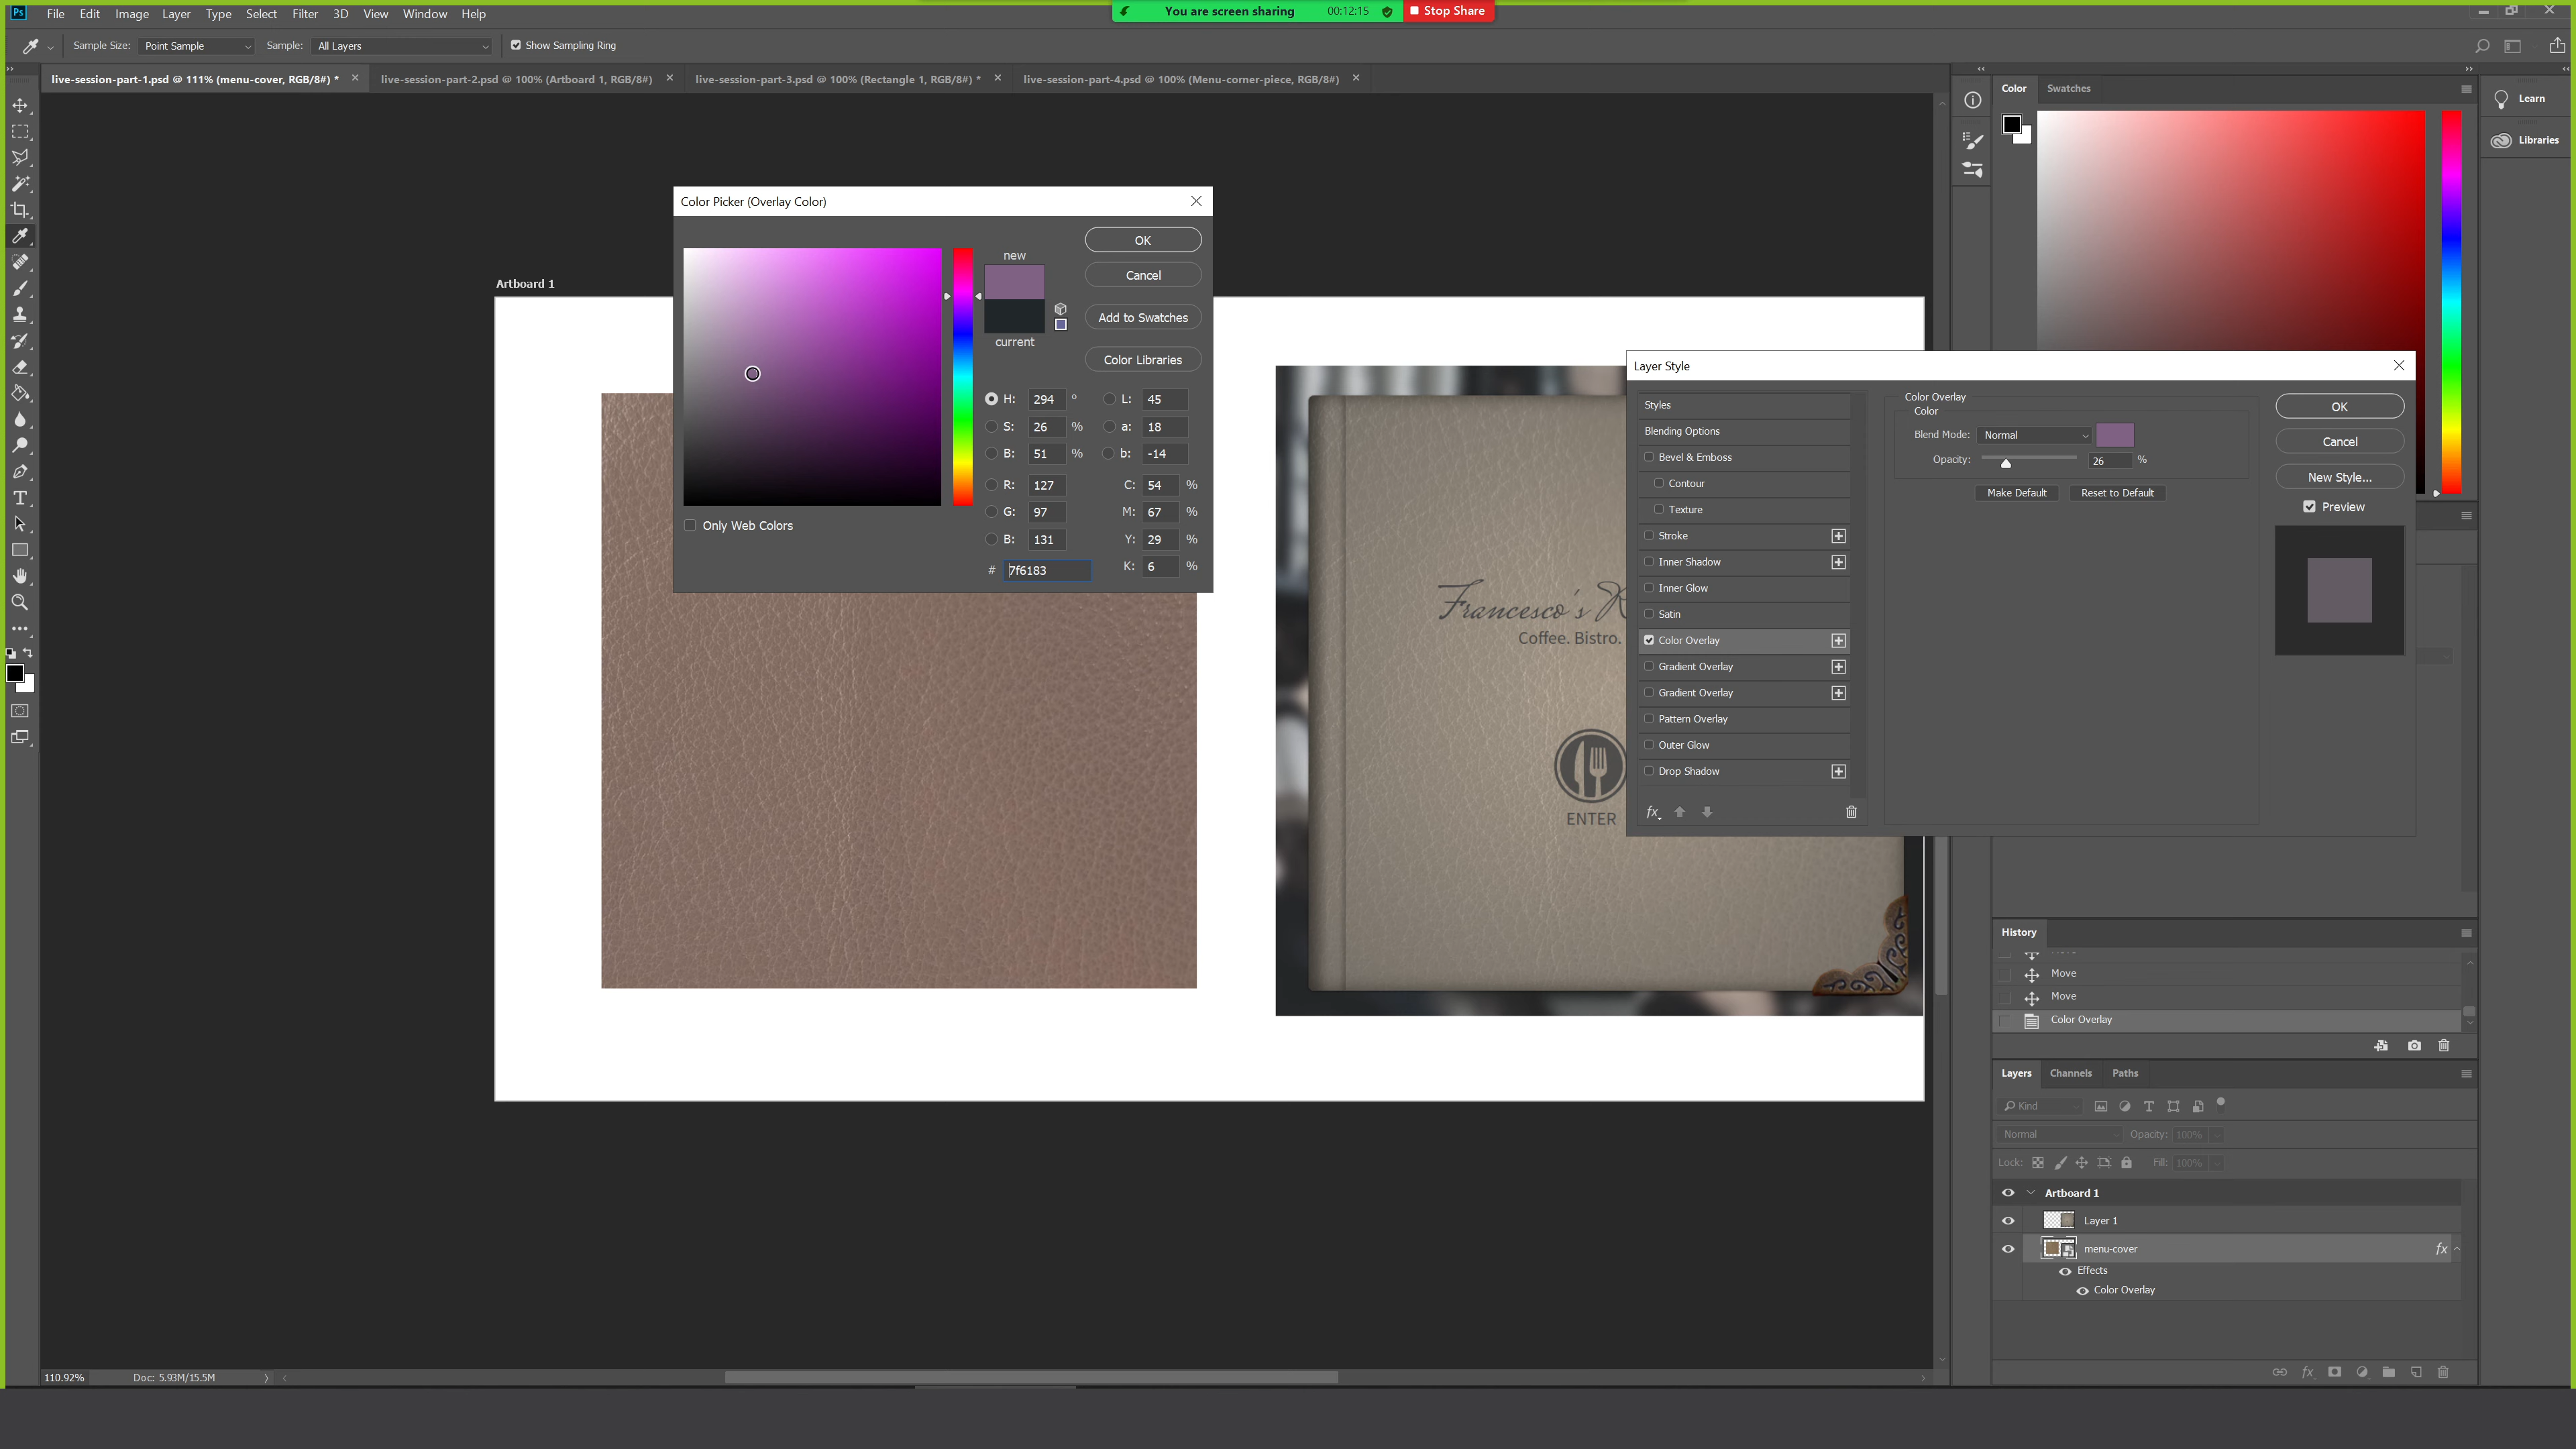 Ps File Edit Image Layer Type Select Filter 3D View Window Help
You are screen sharing 00:12:15 Stop Share
Sample Size: Point Sample Sample: All Layers Show Sampling Ring
live-session-part-1.psd @ 111% (menu-cover, RGB/8#) * live-session-part-2.psd @ 100% (Artboard 1, RGB/8#) live-session-part-3.psd @ 100% (Rectangle 1, RGB/8#) * live-session-part-4.psd @ 100% (Menu-corner-piece, RGB/8#)
Color Swatches
Learn
Libraries
Artboard 1
Color Picker (Overlay Color)
new
current
OK
Cancel
Add to Swatches
Color Libraries
H: 294 ° L: 45
S: 26 % a: 18
B: 51 % b: -14
R: 127 C: 54 %
G: 97 M: 67 %
B: 131 Y: 29 %
# 7f6183 K: 6 %
Only Web Colors
Francesco's
Coffee. Bistro.
ENTER
Layer Style
Styles
Blending Options
Bevel & Emboss
Contour
Texture
Stroke
Inner Shadow
Inner Glow
Satin
Color Overlay
Gradient Overlay
Gradient Overlay
Pattern Overlay
Outer Glow
Drop Shadow
fx
Color Overlay
Color
Blend Mode: Normal
Opacity: 26 %
Make Default Reset to Default
OK
Cancel
New Style...
Preview
History
Move
Move
Color Overlay
Layers Channels Paths
Kind
Normal Opacity: 100%
Lock: Fill: 100%
Artboard 1
Layer 1
menu-cover fx
Effects
Color Overlay
fx
110.92% Doc: 5.93M/15.5M